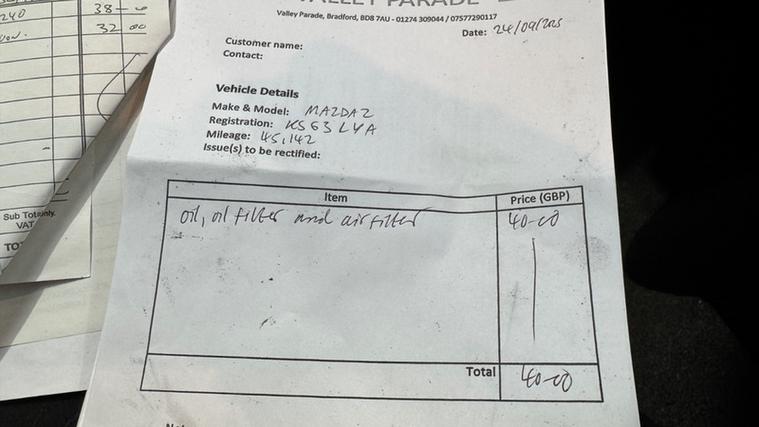 240
38-
32 00
Sub Total
VAT
VALLEY PARADE
Valley Parade, Bradford, BD8 7AU - 01274 309044 / 07577290117
Date: 24/09/2025
Customer name:
Contact:
Vehicle Details
Make & Model: MAZDA 2
Registration: KS63 LYA
Mileage: 45,142
Issue(s) to be rectified:
Item Price (GBP)
oil, oil filter and air filter 40-00
Total 40-00